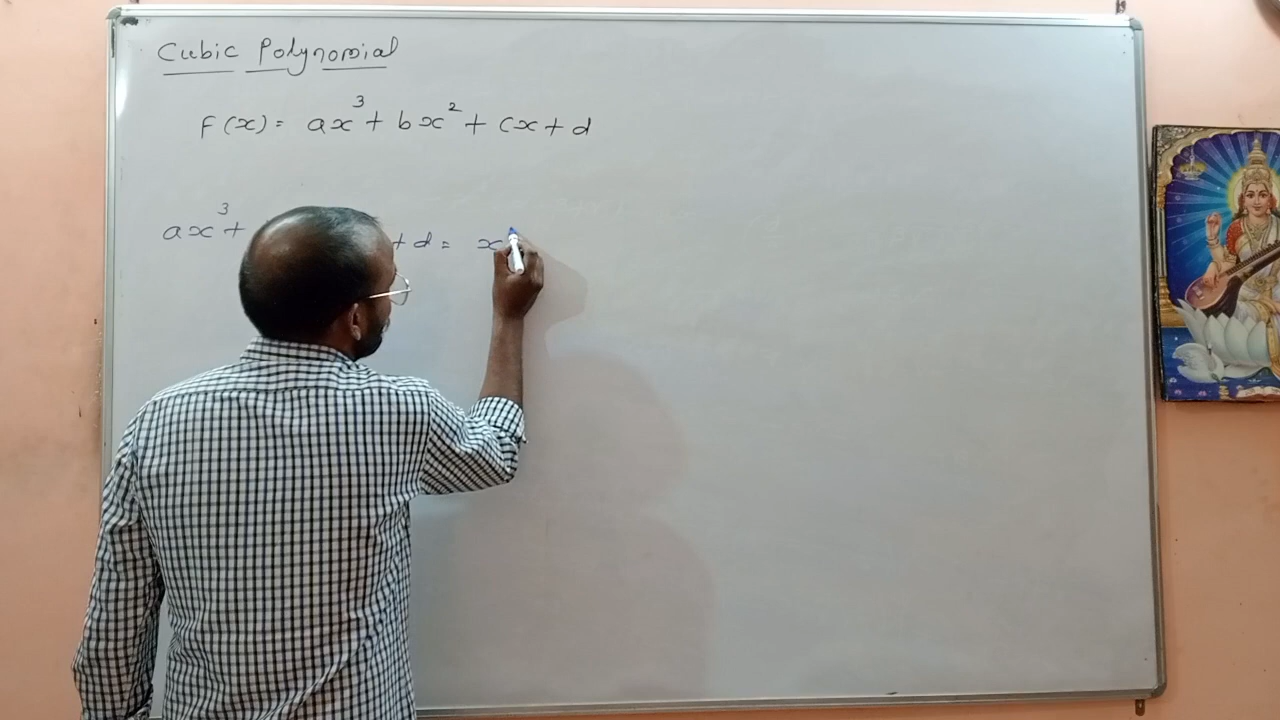 Cubic Polynomial
F(x) = ax³ + bx² + cx + d
ax³ + + d = x